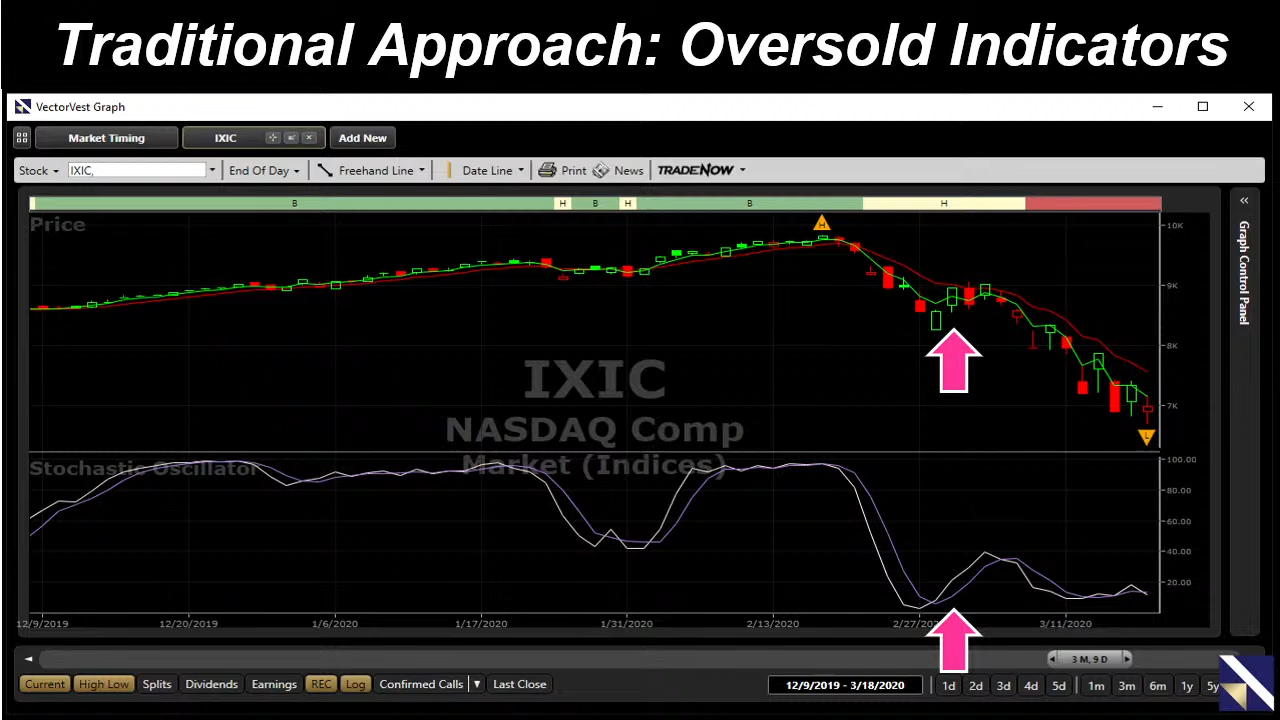 Traditional Approach: Oversold Indicators
VectorVest Graph
Market Timing IXIC Add New
Stock IXIC, End Of Day Freehand Line Date Line Print News TRADENOW
B H B H B H
Price
H
10K
9K
8K
7K
L
IXIC
NASDAQ Comp
Market (Indices)
Stochastic Oscillator
100.00
80.00
60.00
40.00
20.00
12/9/2019 12/20/2019 1/6/2020 1/17/2020 1/31/2020 2/13/2020 2/27/20 3/11/2020
Graph Control Panel
3 M, 9 D
Current High Low Splits Dividends Earnings REC Log Confirmed Calls Last Close 12/9/2019 - 3/18/2020 1d 2d 3d 4d 5d 1m 3m 6m 1y 5y